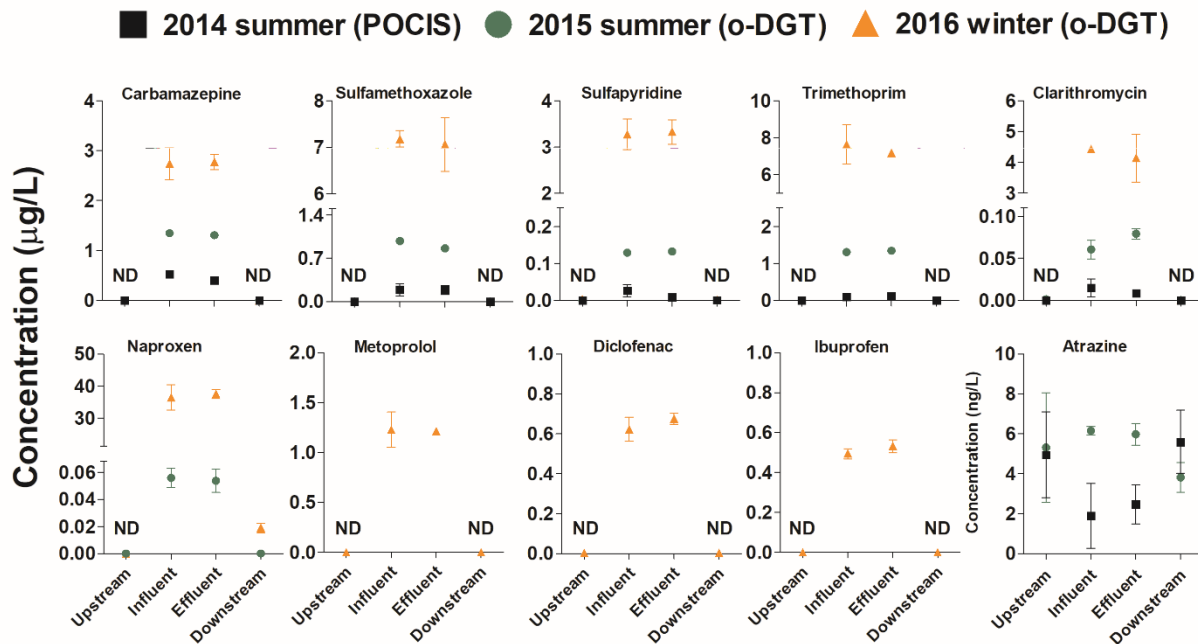 2014 summer (POCIS) 2015 summer (o-DGT) 2016 winter (o-DGT)
Concentration (µg/L)
Carbamazepine
4
3
2
1
0
ND
ND
Sulfamethoxazole
8
7
6
1.4
0.7
0.0
ND
ND
Sulfapyridine
4
3
2
0.2
0.1
0.00
ND
ND
Trimethoprim
10
8
6
2
1
0
ND
ND
Clarithromycin
6
5
4
3
0.10
0.05
0.00
ND
ND
Naproxen
50
40
30
0.06
0.04
0.02
0.00
ND
ND
Upstream
Influent
Effluent
Downstream
Metoprolol
2.0
1.5
1.0
0.5
0.0
ND
ND
Upstream
Influent
Effluent
Downstream
Diclofenac
1.0
0.8
0.6
0.4
0.2
0.0
ND
ND
Upstream
Influent
Effluent
Downstream
Ibuprofen
1.0
0.8
0.6
0.4
0.2
0.0
ND
ND
Upstream
Influent
Effluent
Downstream
Atrazine
Concentration (ng/L)
10
8
6
4
2
0
Upstream
Influent
Effluent
Downstream